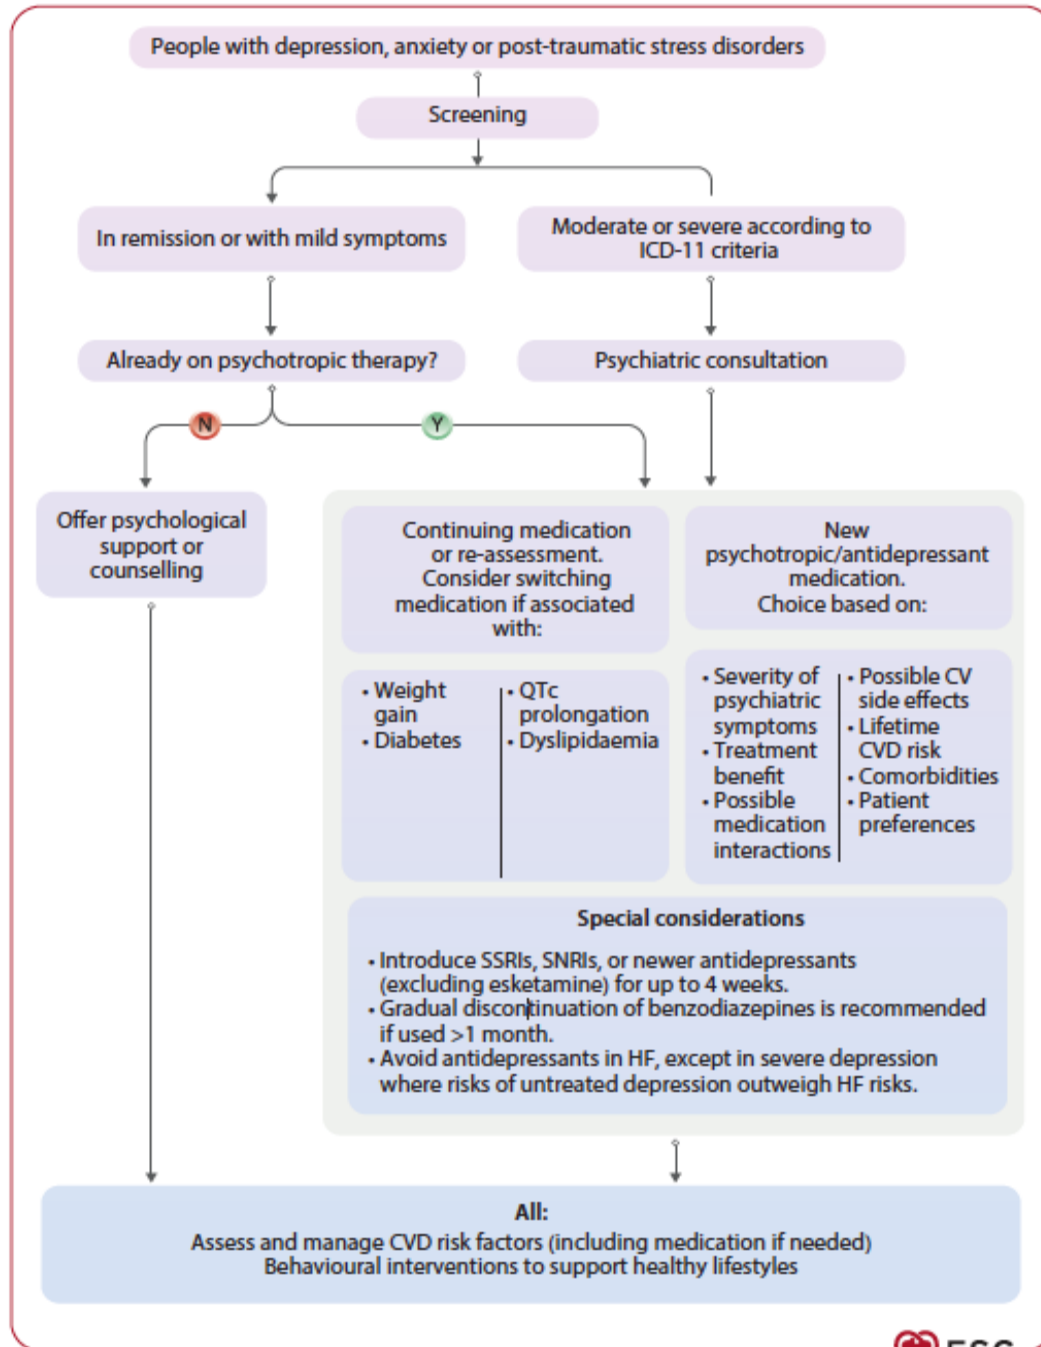 People with depression, anxiety or post-traumatic stress disorders
Screening
In remission or with mild symptoms
Moderate or severe according to
ICD-11 criteria
Already on psychotropic therapy?
Psychiatric consultation
N
Y
Offer psychological
support or
counselling
Continuing medication
or re-assessment.
Consider switching
medication if associated
with:
• Weight
gain
• Diabetes
• QTc
prolongation
• Dyslipidaemia
New
psychotropic/antidepressant
medication.
Choice based on:
• Severity of
psychiatric
symptoms
• Treatment
benefit
• Possible
medication
interactions
• Possible CV
side effects
• Lifetime
CVD risk
• Comorbidities
• Patient
preferences
Special considerations
• Introduce SSRIs, SNRIs, or newer antidepressants
(excluding esketamine) for up to 4 weeks.
• Gradual discontinuation of benzodiazepines is recommended
if used >1 month.
• Avoid antidepressants in HF, except in severe depression
where risks of untreated depression outweigh HF risks.
All:
Assess and manage CVD risk factors (including medication if needed)
Behavioural interventions to support healthy lifestyles
ESC